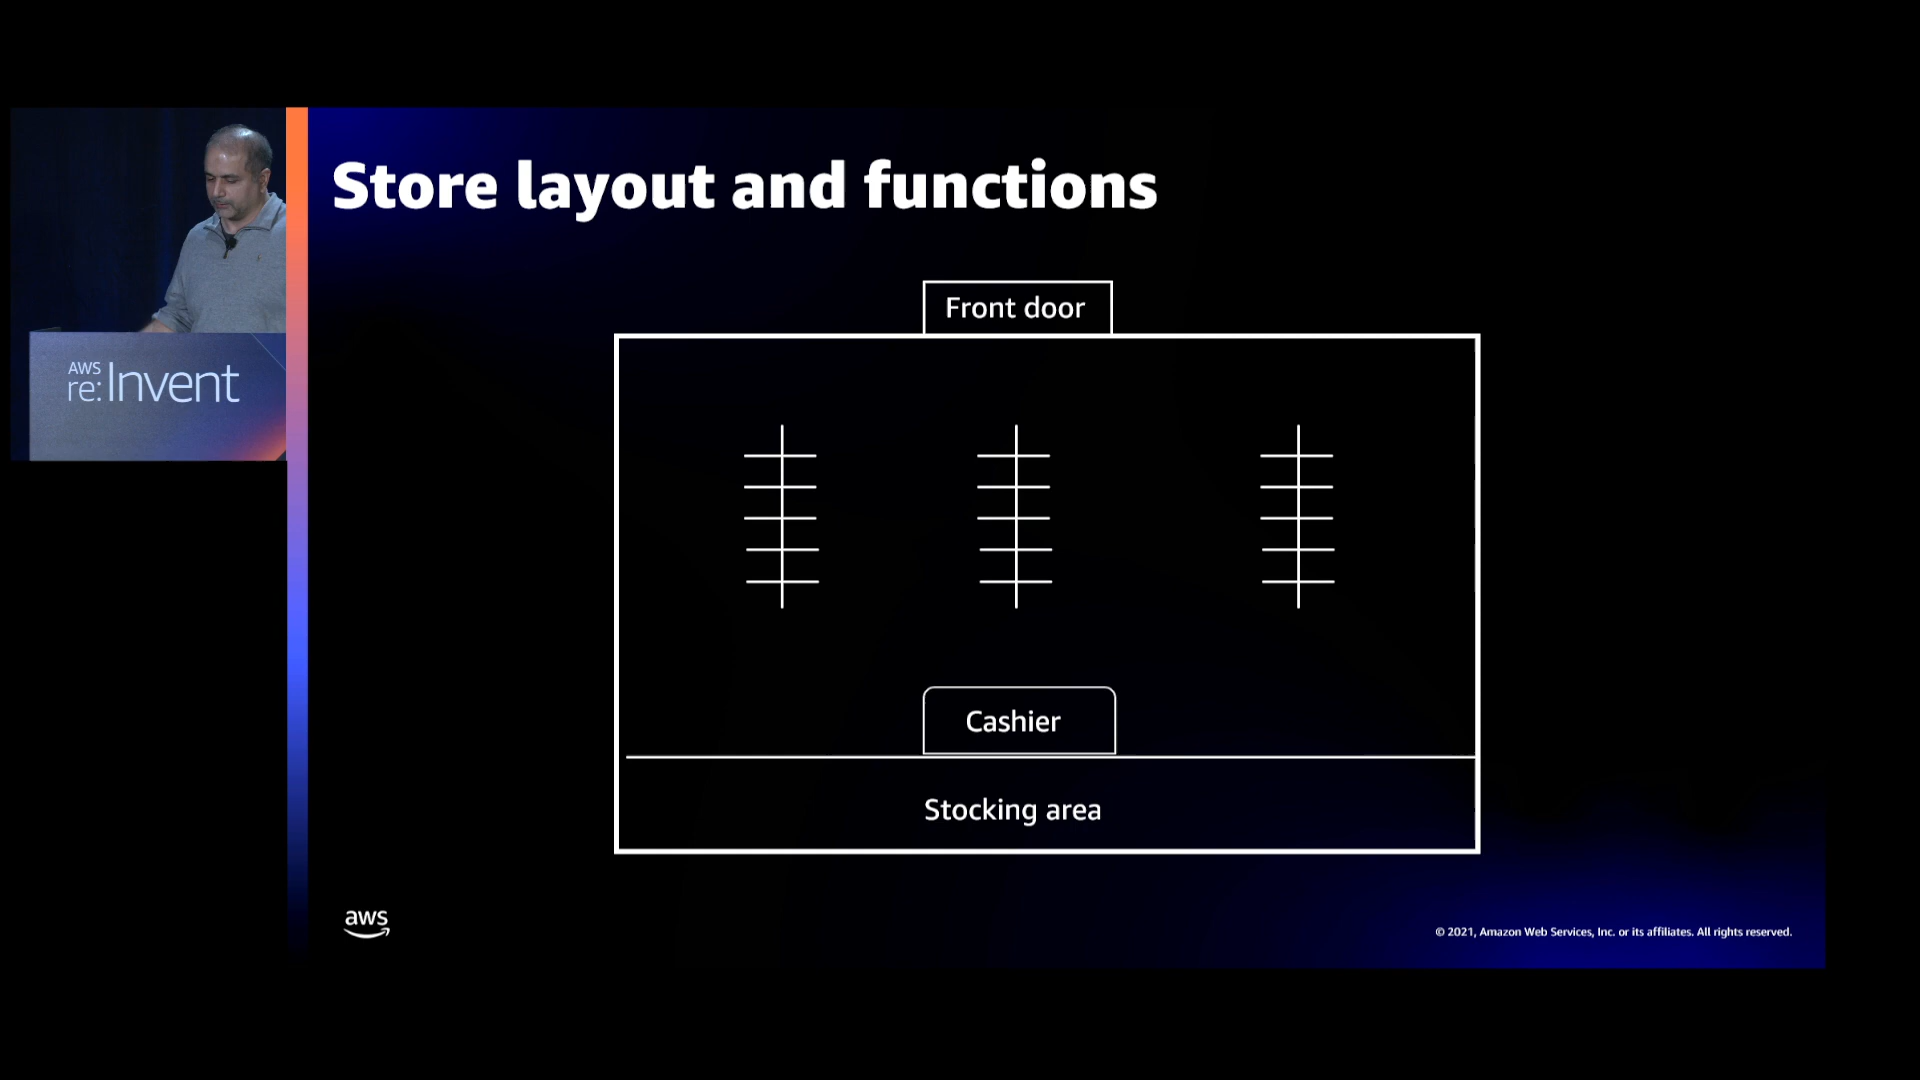 Store layout and functions
Front door
AWS
re:Invent
Cashier
Stocking area
aws
© 2021, Amazon Web Services, Inc. or its affiliates. All rights reserved.